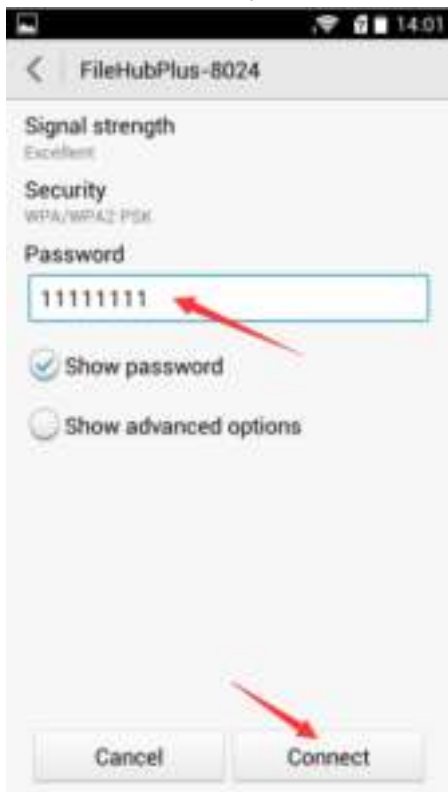 14:01
FileHubPlus-8024
Signal strength
Excellent
Security
WPA/WPA2 PSK
Password
11111111
Show password
Show advanced options
Cancel
Connect